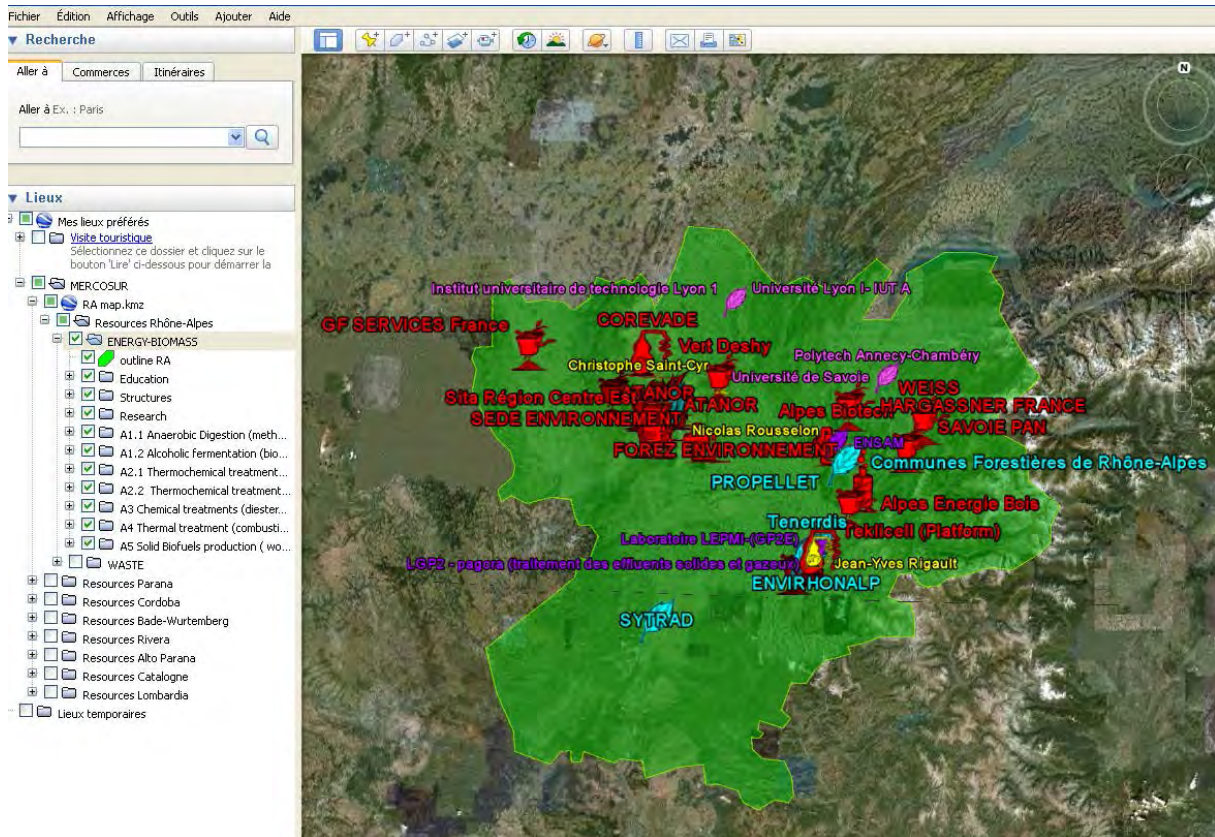 Fichier Édition Affichage Outils Ajouter Aide
Recherche
Aller à Commerces Itinéraires
Aller à Ex. : Paris
Lieux
Mes lieux préférés
Visite touristique
Sélectionnez ce dossier et cliquez sur le
bouton 'Lire' ci-dessous pour démarrer la
MERCOSUR
RA map.kmz
Resources Rhône-Alpes
ENERGY-BIOMASS
outline RA
Education
Structures
Research
A1.1 Anaerobic Digestion (meth...
A1.2 Alcoholic fermentation (bio...
A2.1 Thermochemical treatment...
A2.2 Thermochemical treatment...
A3 Chemical treatments (diester...
A4 Thermal treatment (combusti...
A5 Solid Biofuels production ( wo...
WASTE
Resources Parana
Resources Cordoba
Resources Bade-Wurtemberg
Resources Rivera
Resources Alto Parana
Resources Catalogne
Resources Lombardia
Lieux temporaires
N
Institut universitaire de technologie Lyon 1
Université Lyon I- IUT A
GF SERVICES France
COREVADE
Vert Deshy
Christophe Saint-Cyr
Polytech Annecy-Chambéry
Université de Savoie
WEISS
Sita Région Centre Est
ATANOR
ATANOR
Alpes Biotech
HARGASSNER FRANCE
SEDE ENVIRONNEMENT
Nicolas Rousselon
SAVOIE PAN
FOREZ ENVIRONNEMENT
ENSAM
Communes Forestières de Rhône-Alpes
PROPELLET
Alpes Energie Bois
Tenerrdis
Teklicell (Platform)
Laboratoire LEPMI-(GP2E)
LGP2 - pagora (traitement des effluents solides et gazeux)
Jean-Yves Rigault
ENVIRHONALP
SYTRAD